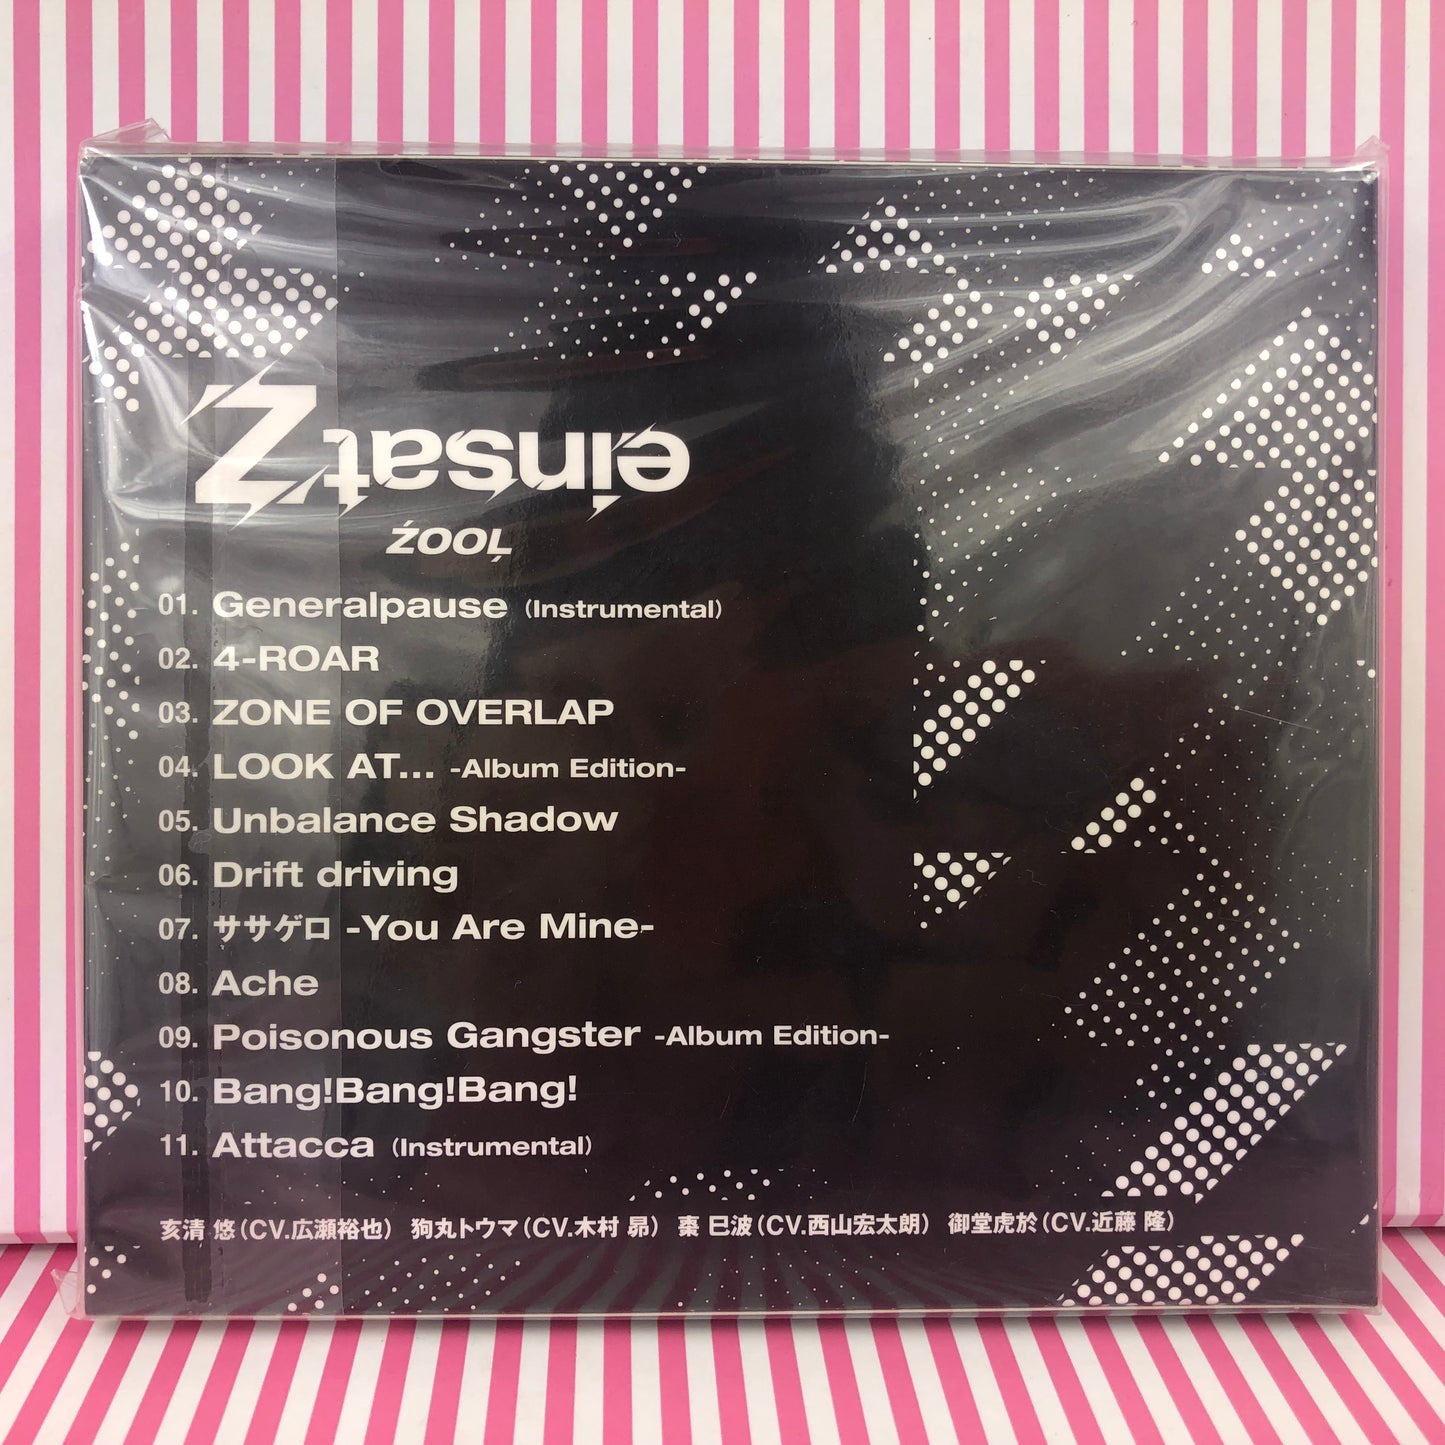 einsatZ
ŹOOĻ
01. Generalpause (Instrumental)
02. 4-ROAR
03. ZONE OF OVERLAP
04. LOOK AT... -Album Edition-
05. Unbalance Shadow
06. Drift driving
07. ササゲロ -You Are Mine-
08. Ache
09. Poisonous Gangster -Album Edition-
10. Bang!Bang!Bang!
11. Attacca (Instrumental)
亥清 悠(CV.広瀬裕也) 狗丸トウマ(CV.木村 昴) 棗 巳波(CV.西山宏太朗) 御堂虎於(CV.近藤 隆)